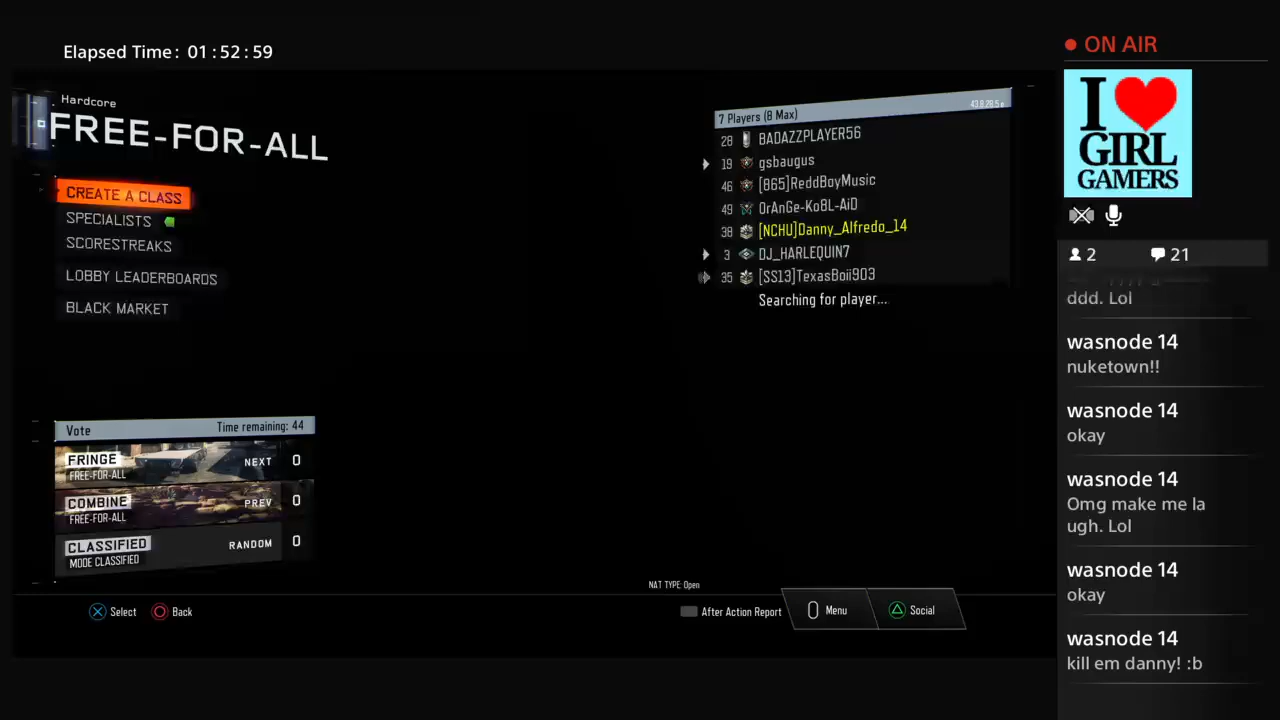 Elapsed Time: 01:52:59
Hardcore
FREE-FOR-ALL
CREATE A CLASS
SPECIALISTS
SCORESTREAKS
LOBBY LEADERBOARDS
BLACK MARKET
7 Players (8 Max)
28 BADAZZPLAYER56
19 gsbaugus
46 [865]ReddBoyMusic
49 OrAnGe-Ko8L-AiD
38 [NCHU]Danny_Alfredo_14
3 DJ_HARLEQUIN7
35 [SS13]TexasBoii903
Searching for player...
Vote Time remaining: 44
FRINGE NEXT 0
FREE-FOR-ALL
COMBINE PREV 0
FREE-FOR-ALL
CLASSIFIED RANDOM 0
MODE CLASSIFIED
NAT TYPE: Open
Select Back
After Action Report Menu Social
ON AIR
I
GIRL
GAMERS
2 21
ddd. Lol
wasnode 14
nuketown!!
wasnode 14
okay
wasnode 14
Omg make me la
ugh. Lol
wasnode 14
okay
wasnode 14
kill em danny! :b